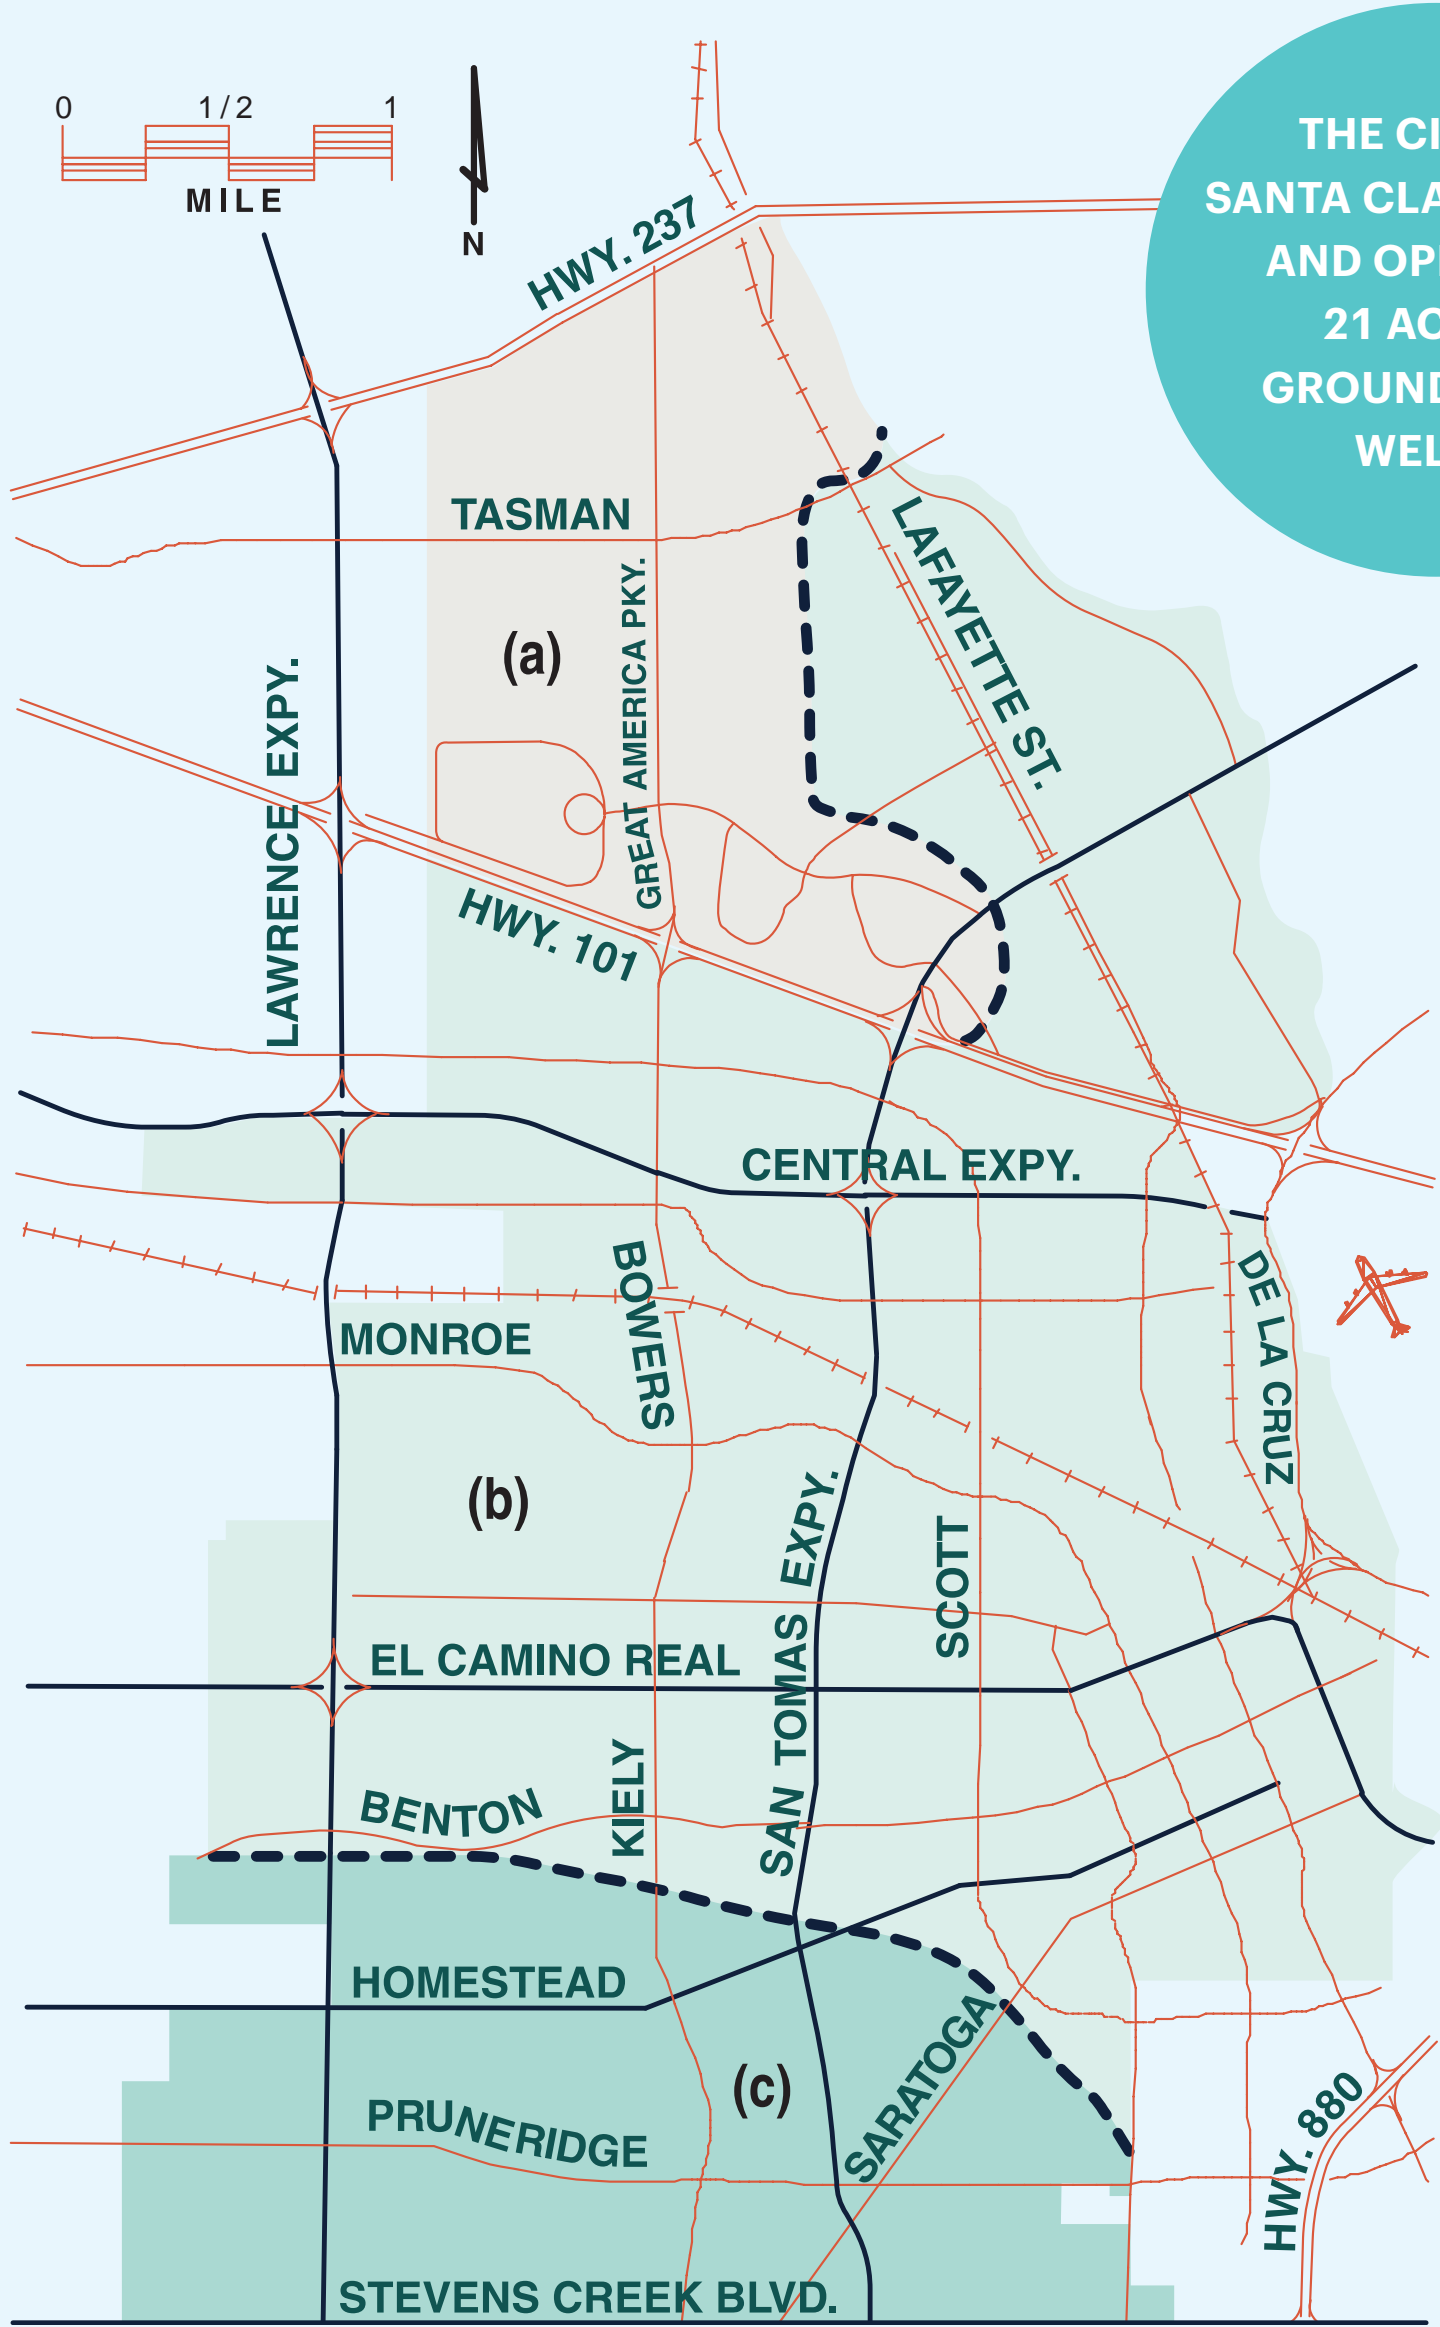 0 1/2 1
MILE
N
THE CI
SANTA CLA
AND OP
21 AC
GROUND
WEL
HWY. 237
TASMAN
LAFAYETTE ST.
GREAT AMERICA PKY.
(a)
LAWRENCE EXPY.
HWY. 101
CENTRAL EXPY.
BOWERS
DE LA CRUZ
MONROE
(b)
SAN TOMAS EXPY.
SCOTT
EL CAMINO REAL
KIELY
BENTON
HOMESTEAD
SARATOGA
(c)
PRUNERIDGE
HWY. 880
STEVENS CREEK BLVD.